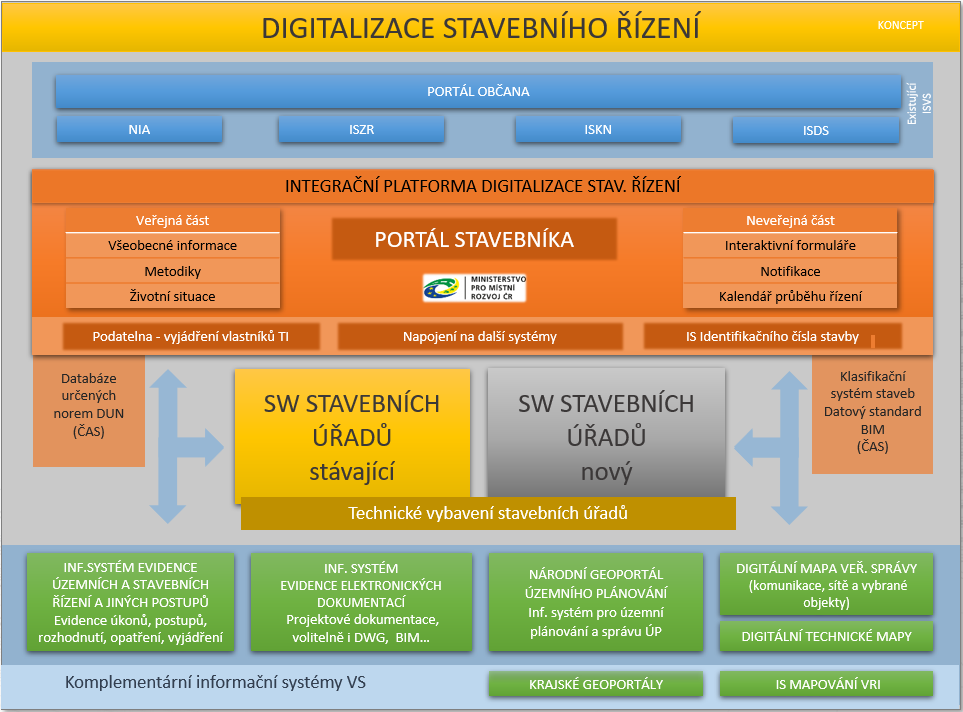 DIGITALIZACE STAVEBNÍHO ŘÍZENÍ
KONCEPT
PORTÁL OBČANA
Existující
ISVS
NIA
ISZR
ISKN
ISDS
INTEGRAČNÍ PLATFORMA DIGITALIZACE STAV. ŘÍZENÍ
Veřejná část
Všeobecné informace
Metodiky
Životní situace
PORTÁL STAVEBNÍKA
MINISTERSTVO
PRO MÍSTNÍ
ROZVOJ ČR
Neveřejná část
Interaktivní formuláře
Notifikace
Kalendář průběhu řízení
Podatelna - vyjádření vlastníků TI
Napojení na další systémy
IS Identifikačního čísla stavby
Databáze
určených
norem DUN
(ČAS)
SW STAVEBNÍCH
ÚŘADŮ
stávající
SW STAVEBNÍCH
ÚŘADŮ
nový
Klasifikační
systém staveb
Datový standard
BIM
(ČAS)
Technické vybavení stavebních úřadů
INF.SYSTÉM EVIDENCE
ÚZEMNÍCH A STAVEBNÍCH
ŘÍZENÍ A JINÝCH POSTUPŮ
Evidence úkonů, postupů,
rozhodnutí, opatření, vyjádření
INF. SYSTÉM
EVIDENCE ELEKTRONICKÝCH
DOKUMENTACÍ
Projektové dokumentace,
volitelně i DWG, BIM...
NÁRODNÍ GEOPORTÁL
ÚZEMNÍHO PLÁNOVÁNÍ
Inf. systém pro územní
plánování a správu ÚP
DIGITÁLNÍ MAPA VEŘ. SPRÁVY
(komunikace, sítě a vybrané
objekty)
DIGITÁLNÍ TECHNICKÉ MAPY
Komplementární informační systémy VS
KRAJSKÉ GEOPORTÁLY
IS MAPOVÁNÍ VRI